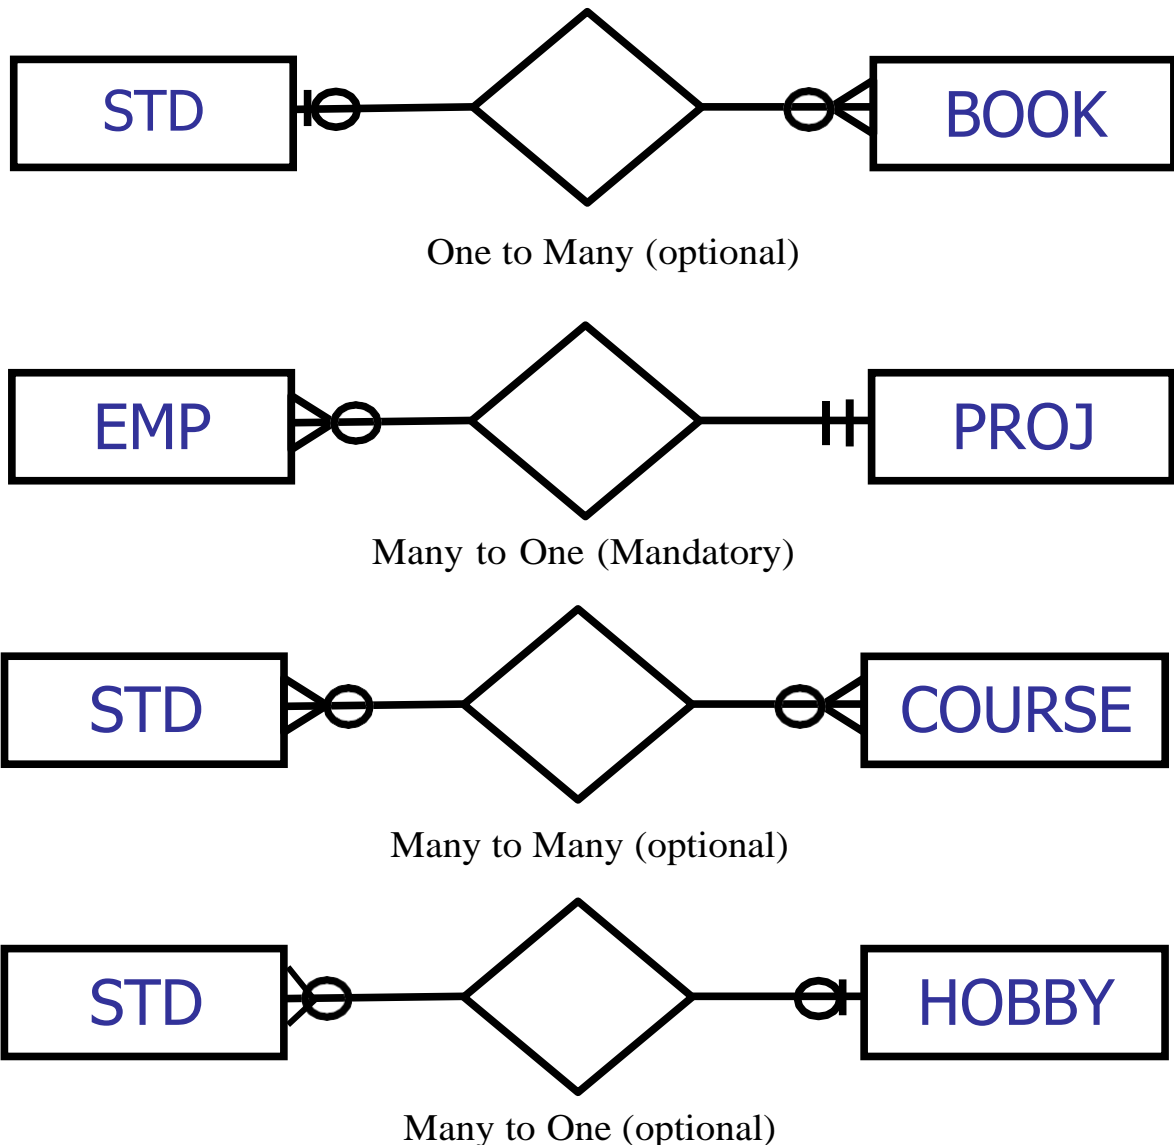 STD BOOK
One to Many (optional)
EMP PROJ
Many to One (Mandatory)
STD COURSE
Many to Many (optional)
STD HOBBY
Many to One (optional)